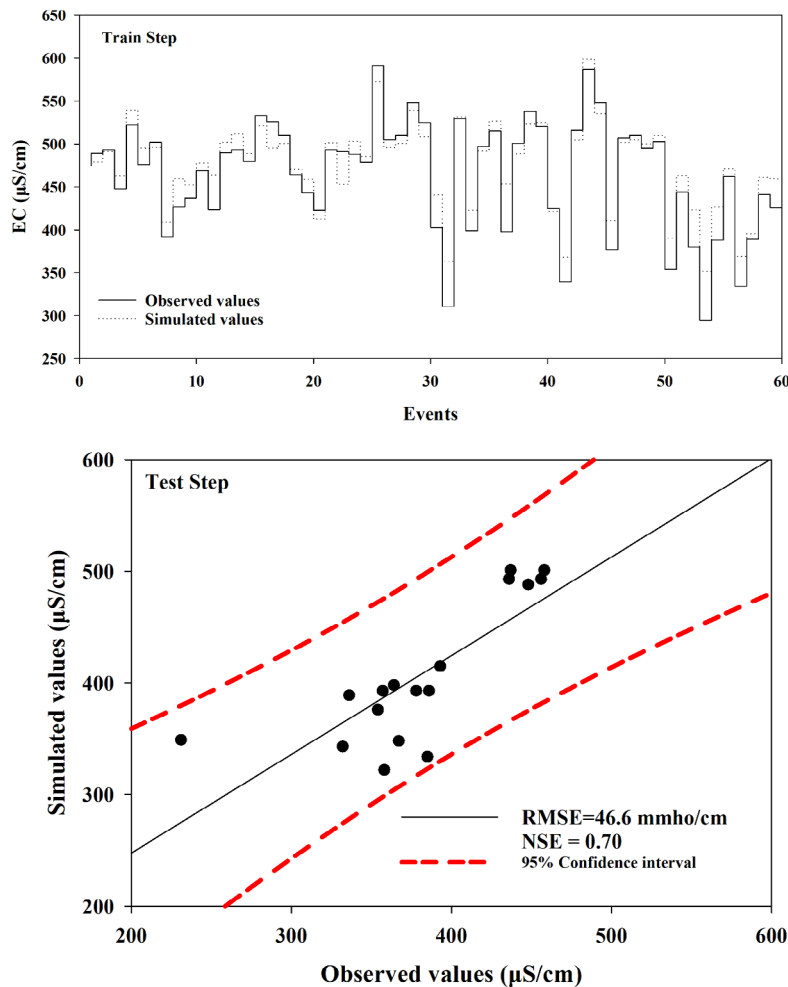 650
Train Step
600
550
500
450
400
350
300
250
EC (µS/cm)
Observed values
Simulated values
0 10 20 30 40 50 60
Events
600
Test Step
500
400
300
200
Simulated values (µS/cm)
RMSE=46.6 mmho/cm
NSE = 0.70
95% Confidence interval
200 300 400 500 600
Observed values (µS/cm)